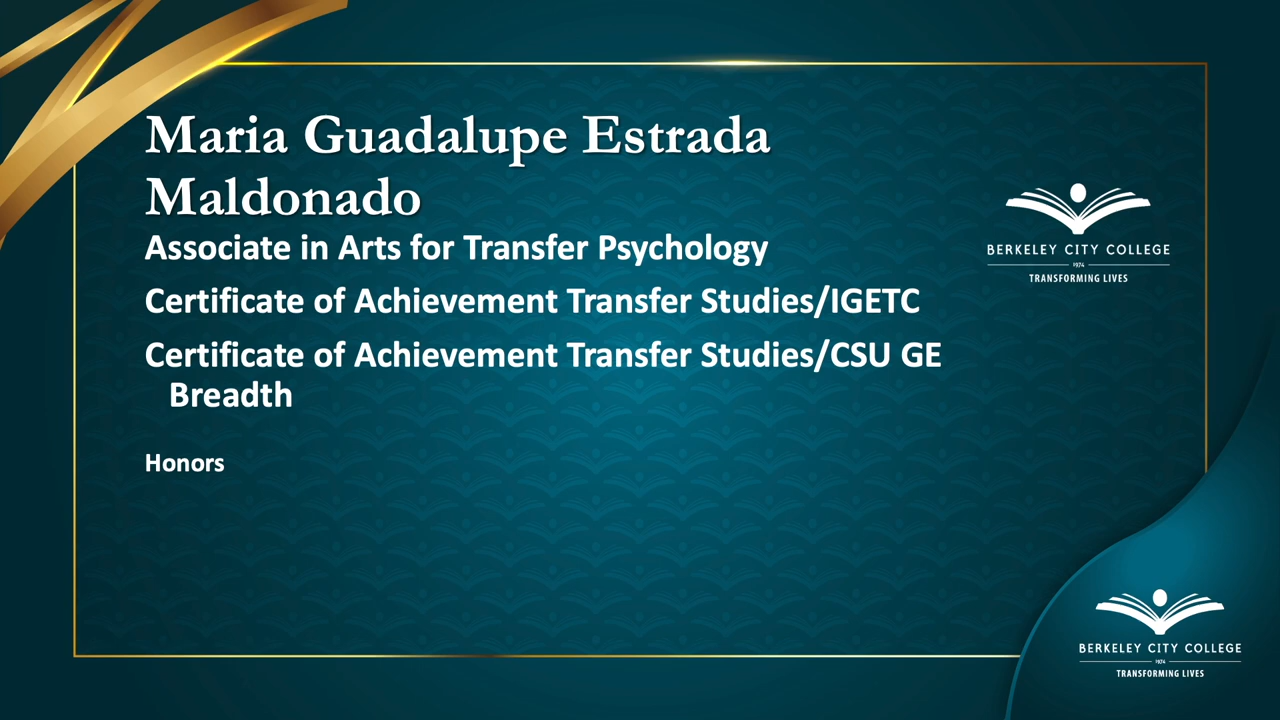 Maria Guadalupe Estrada
Maldonado
Associate in Arts for Transfer Psychology
Certificate of Achievement Transfer Studies/IGETC
Certificate of Achievement Transfer Studies/CSU GE
Breadth
Honors
BERKELEY CITY COLLEGE
1974
TRANSFORMING LIVES
BERKELEY CITY COLLEGE
1974
TRANSFORMING LIVES